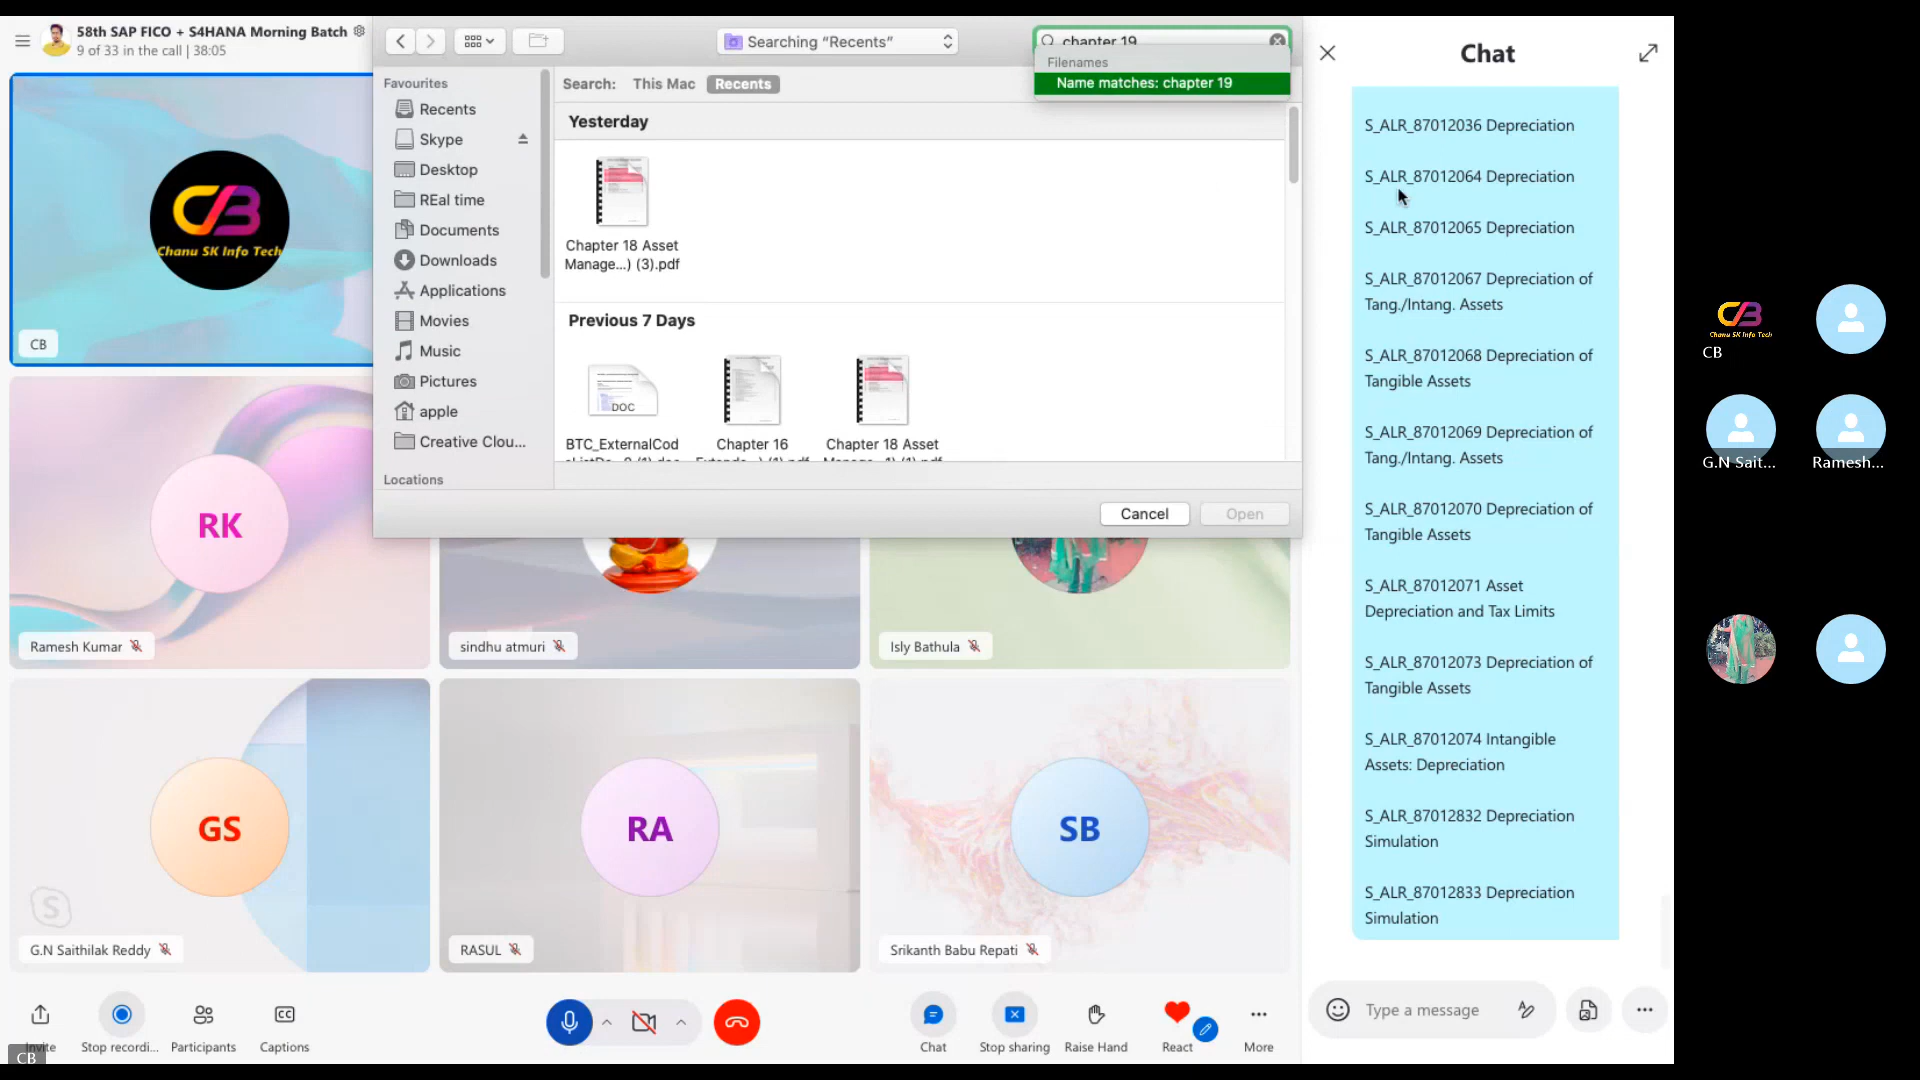 58th SAP FICO + S4HANA Morning Batch
9 of 33 in the call | 38:05
Chanu SK Info Tech
CB
Searching “Recents”
chapter 19
Filenames
Name matches: chapter 19
Search:
This Mac
Recents
Favourites
Recents
Skype
Desktop
REal time
Documents
Downloads
Applications
Movies
Music
Pictures
apple
Creative Clou...
Locations
Yesterday
Chapter 18 Asset
Manage...) (3).pdf
Previous 7 Days
DOC
BTC_ExternalCod
Chapter 16
Chapter 18 Asset
Cancel
Open
RK
Ramesh Kumar
sindhu atmuri
Isly Bathula
GS
G.N Saithilak Reddy
RA
RASUL
SB
Srikanth Babu Repati
Invite
Stop recordi...
Participants
Captions
Chat
Stop sharing
Raise Hand
React
More
CB
Chat
S_ALR_87012036 Depreciation
S_ALR_87012064 Depreciation
S_ALR_87012065 Depreciation
S_ALR_87012067 Depreciation of
Tang./Intang. Assets
S_ALR_87012068 Depreciation of
Tangible Assets
S_ALR_87012069 Depreciation of
Tang./Intang. Assets
S_ALR_87012070 Depreciation of
Tangible Assets
S_ALR_87012071 Asset
Depreciation and Tax Limits
S_ALR_87012073 Depreciation of
Tangible Assets
S_ALR_87012074 Intangible
Assets: Depreciation
S_ALR_87012832 Depreciation
Simulation
S_ALR_87012833 Depreciation
Simulation
Type a message
Chanu SK Info Tech
CB
G.N Sait...
Ramesh...